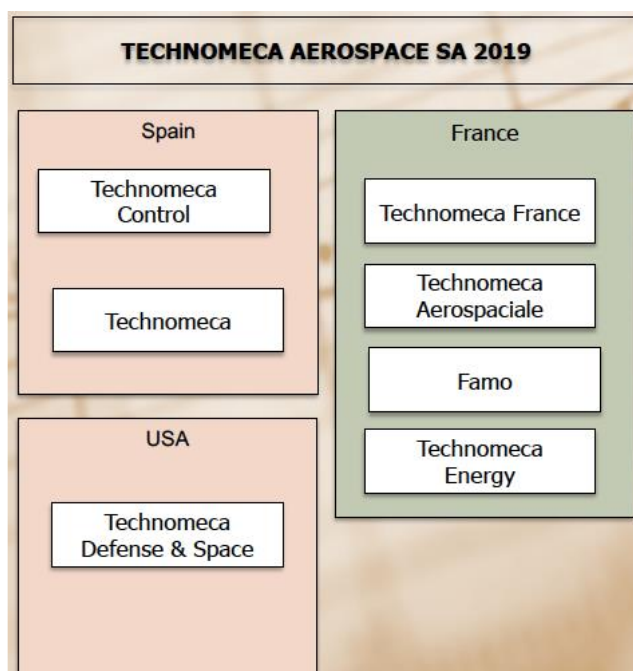 TECHNOMECA AEROSPACE SA 2019
Spain
Technomeca
Control
Technomeca
USA
Technomeca
Defense & Space
France
Technomeca France
Technomeca
Aerospaciale
Famo
Technomeca
Energy